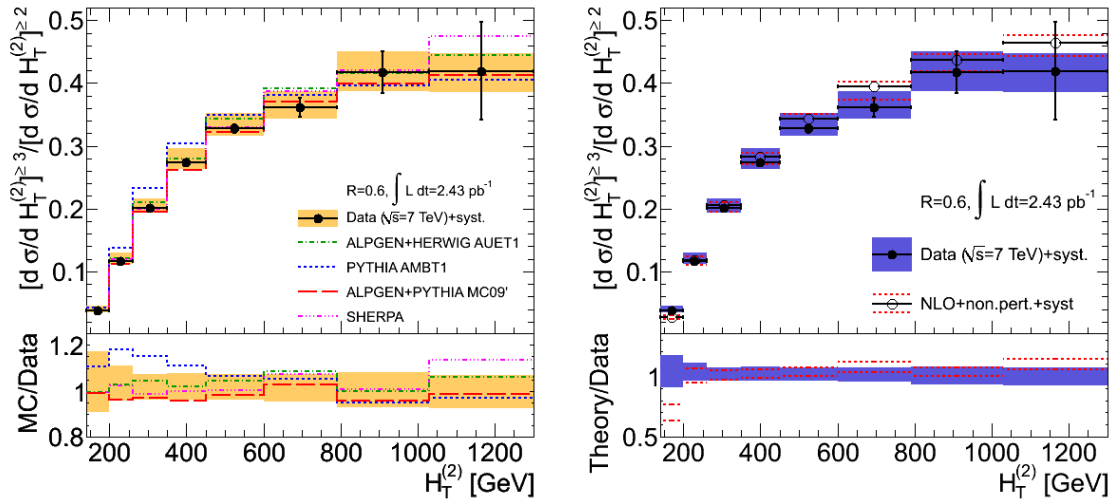 [d σ/d H_T^(2)]^≥3/[d σ/d H_T^(2)]^≥2
0.5
0.4
0.3
0.2
0.1
R=0.6, ∫ L dt=2.43 pb⁻¹
Data (√s=7 TeV)+syst.
ALPGEN+HERWIG AUET1
PYTHIA AMBT1
ALPGEN+PYTHIA MC09'
SHERPA
MC/Data
1.2
1
0.8
200 400 600 800 1000 1200
H_T^(2) [GeV]
[d σ/d H_T^(2)]^≥3/[d σ/d H_T^(2)]^≥2
0.5
0.4
0.3
0.2
0.1
R=0.6, ∫ L dt=2.43 pb⁻¹
Data (√s=7 TeV)+syst.
NLO+non.pert.+syst
Theory/Data
1
0.5
200 400 600 800 1000 1200
H_T^(2) [GeV]